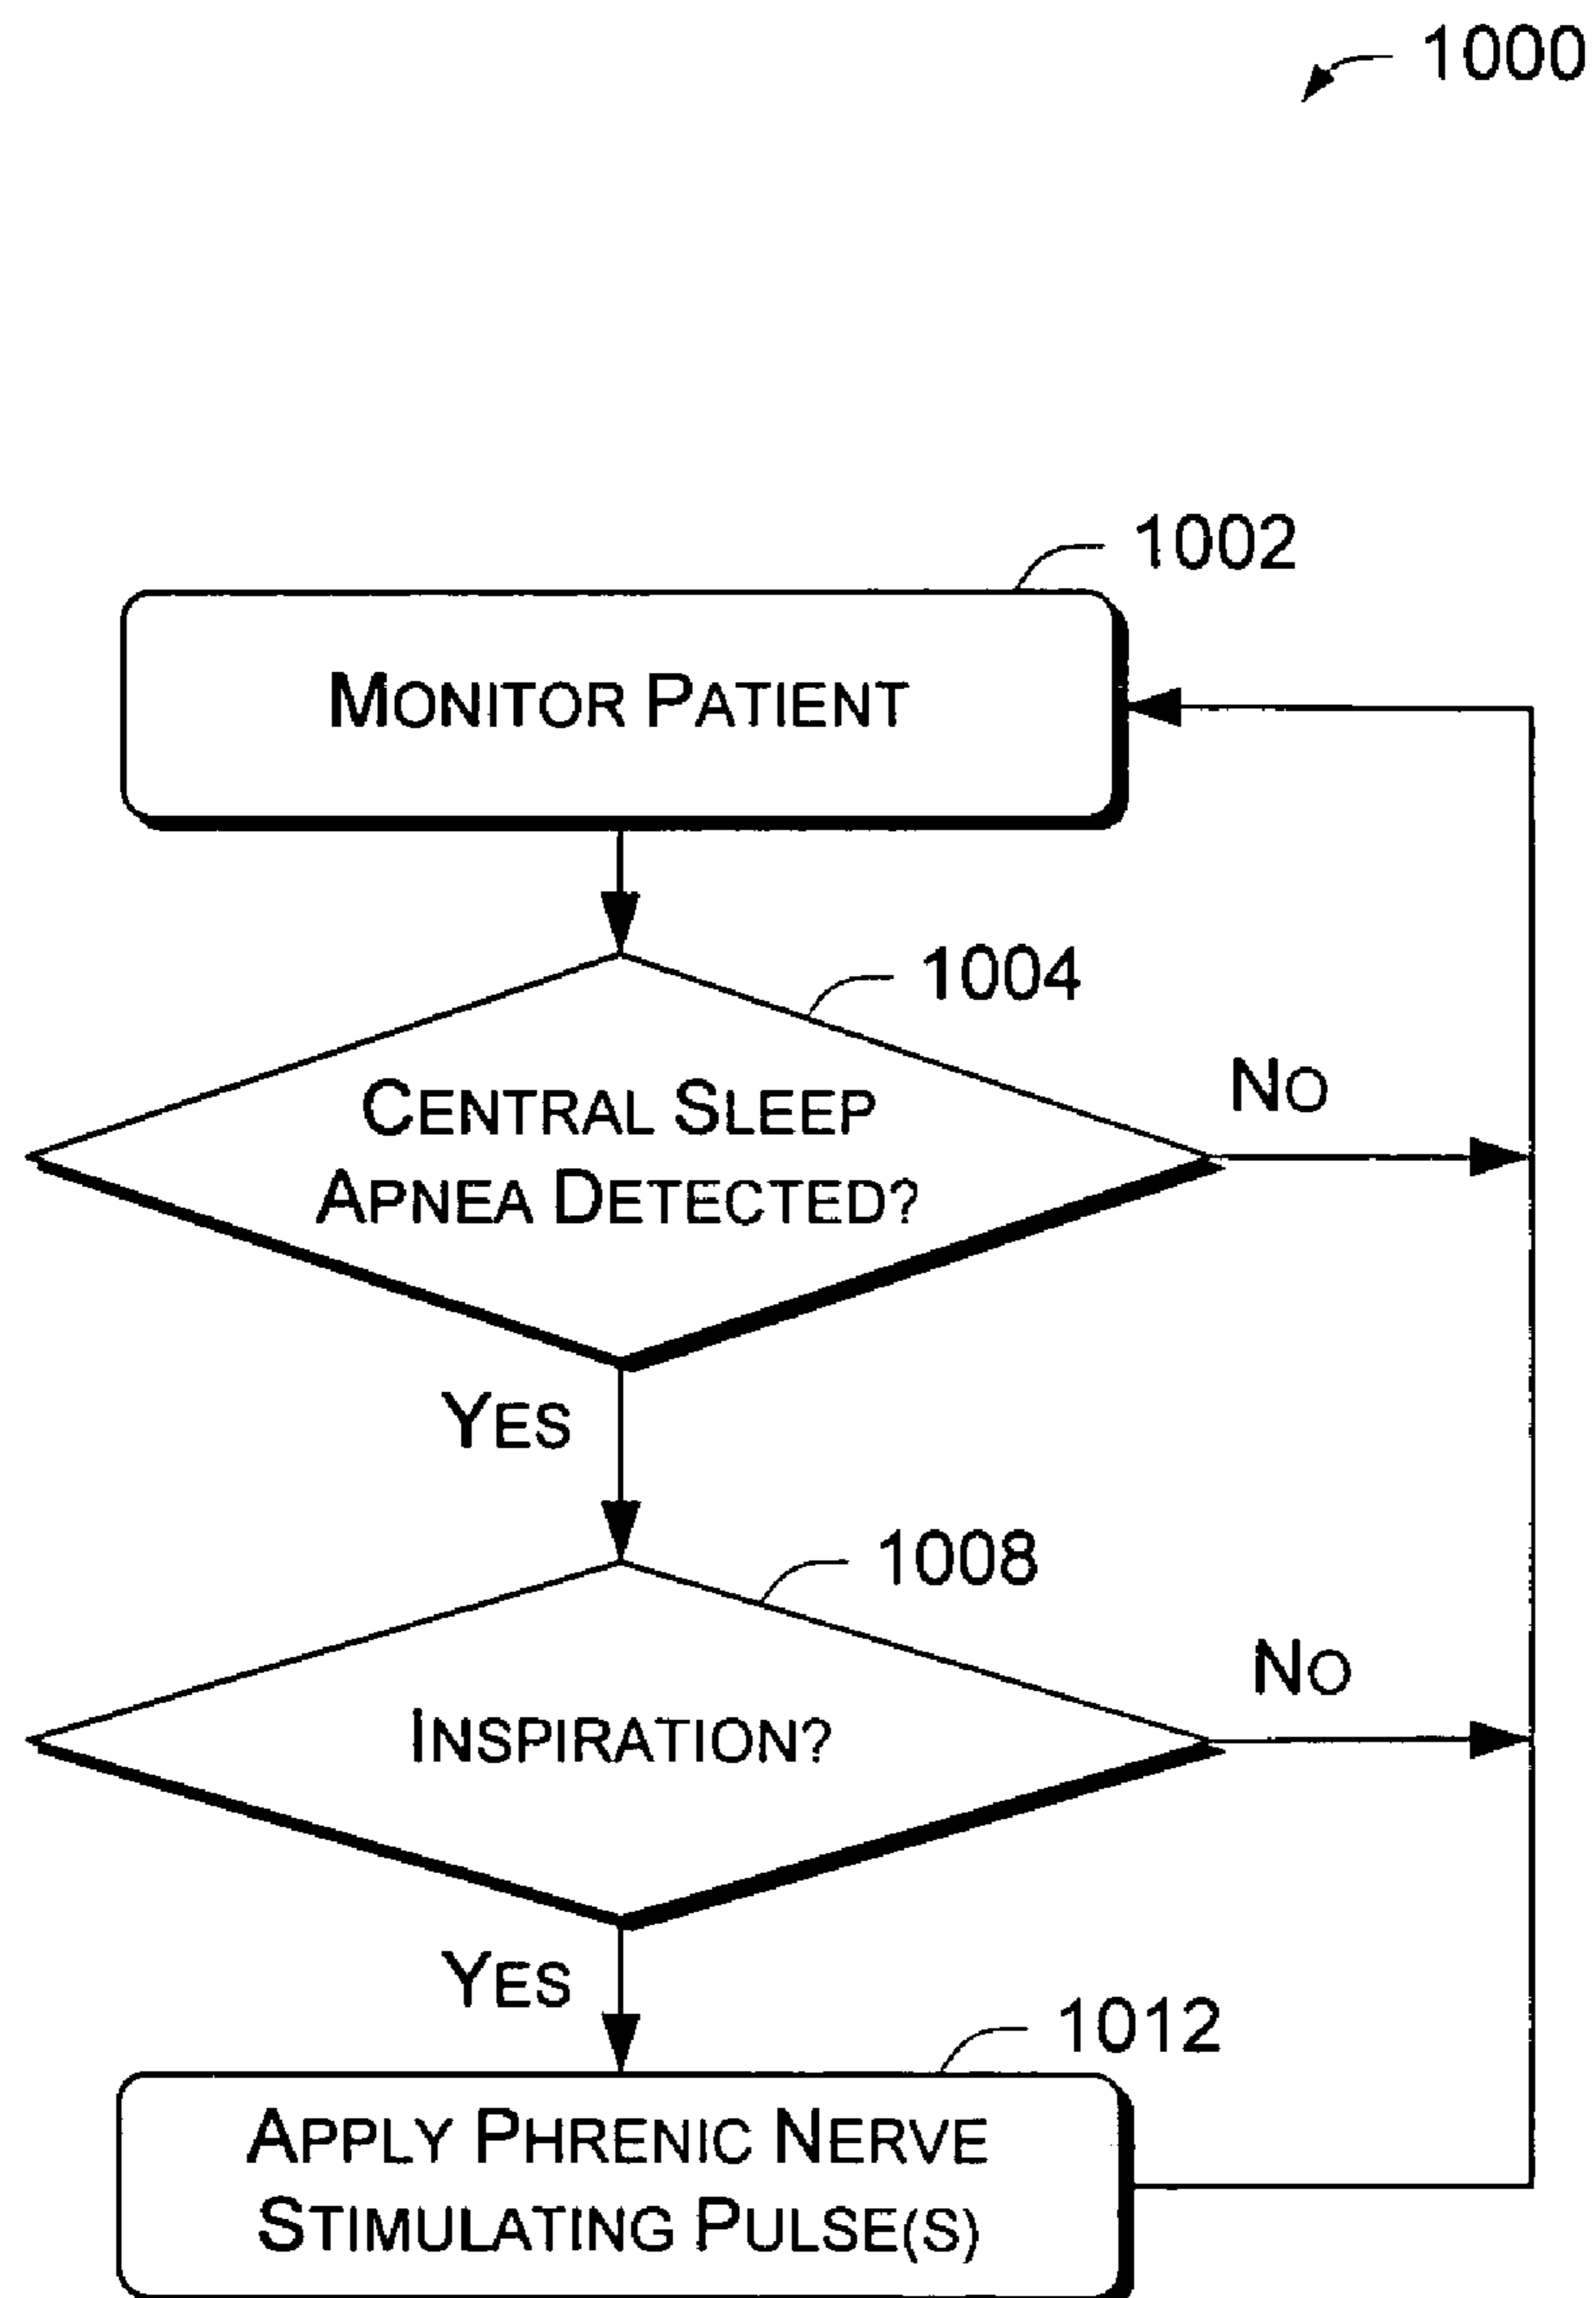 1000
1002
MONITOR PATIENT
1004
NO
CENTRAL SLEEP
APNEA DETECTED?
YES
1008
NO
INSPIRATION?
YES
1012
APPLY PHRENIC NERVE
STIMULATING PULSE(S)